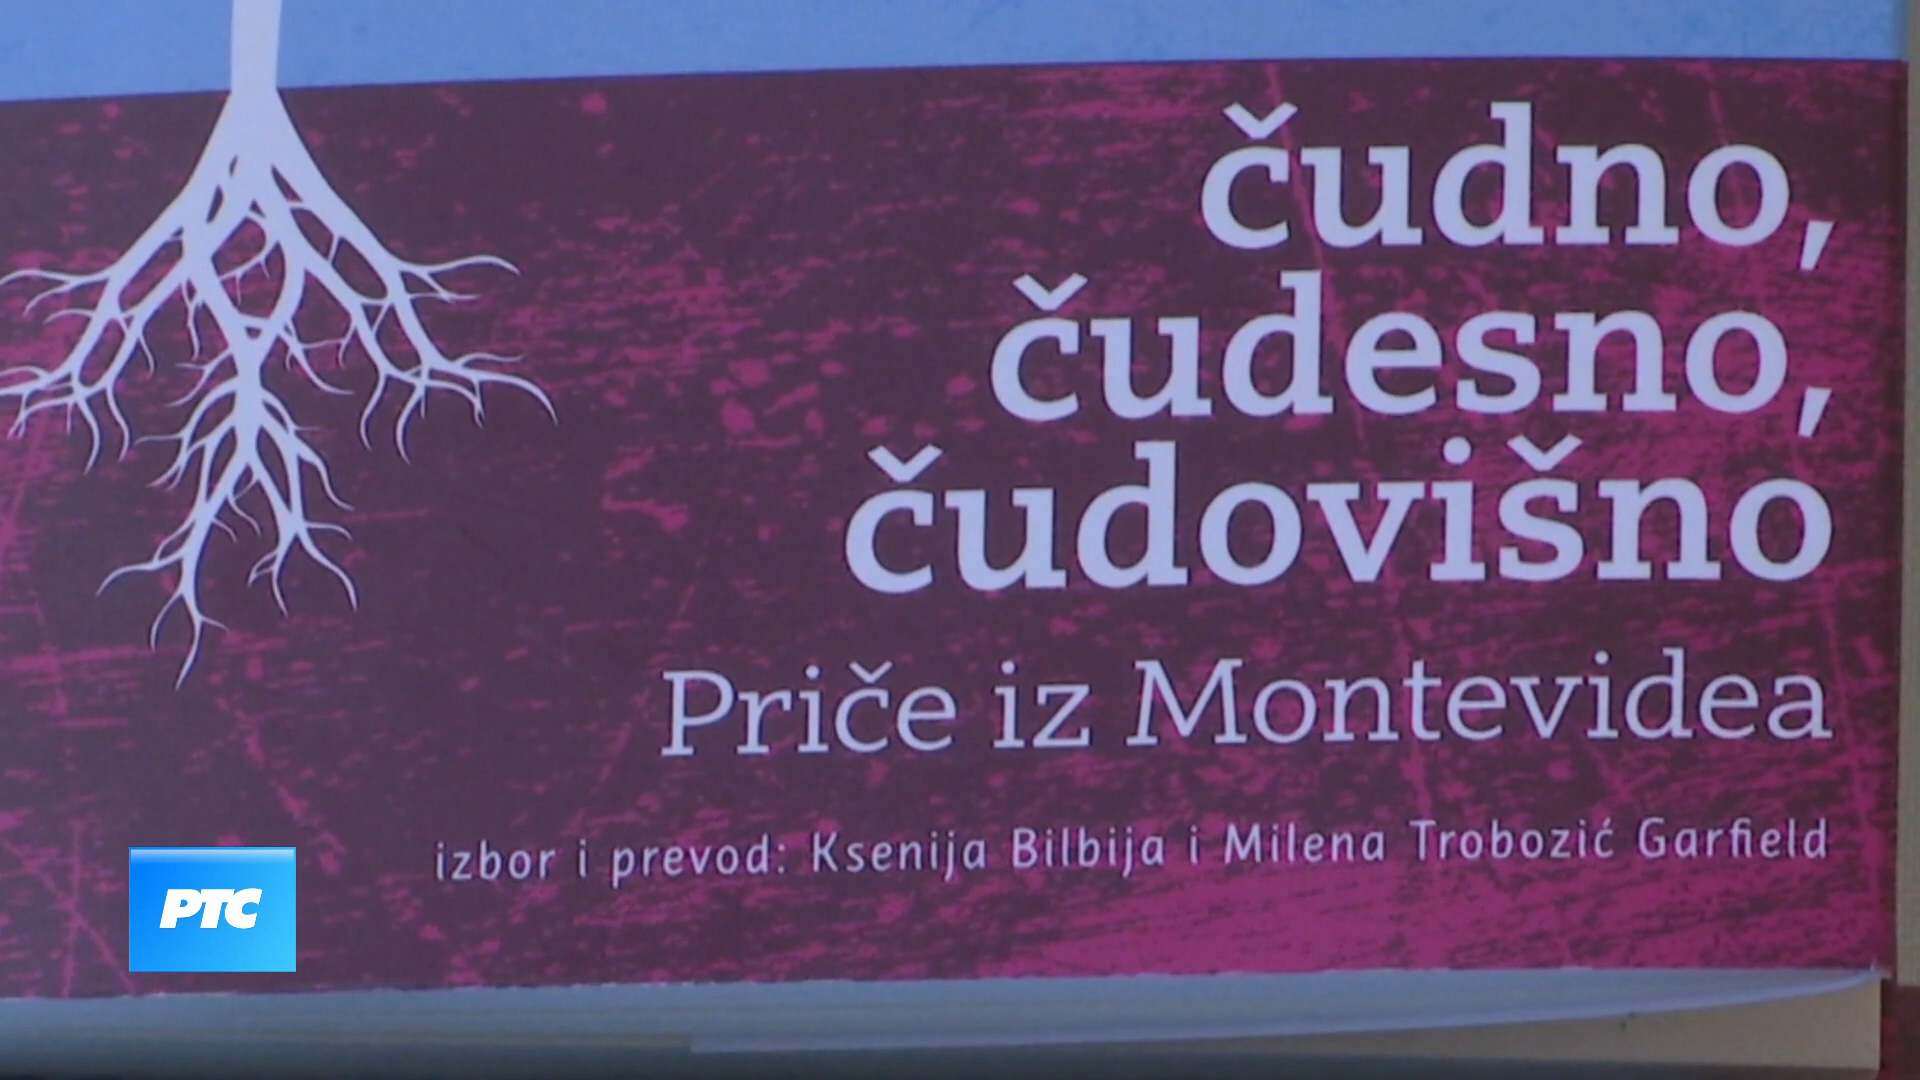 čudno,
čudesno,
čudovišno
Priče iz Montevidea
izbor i prevod: Ksenija Bilbija i Milena Trobozić Garfield
РТС